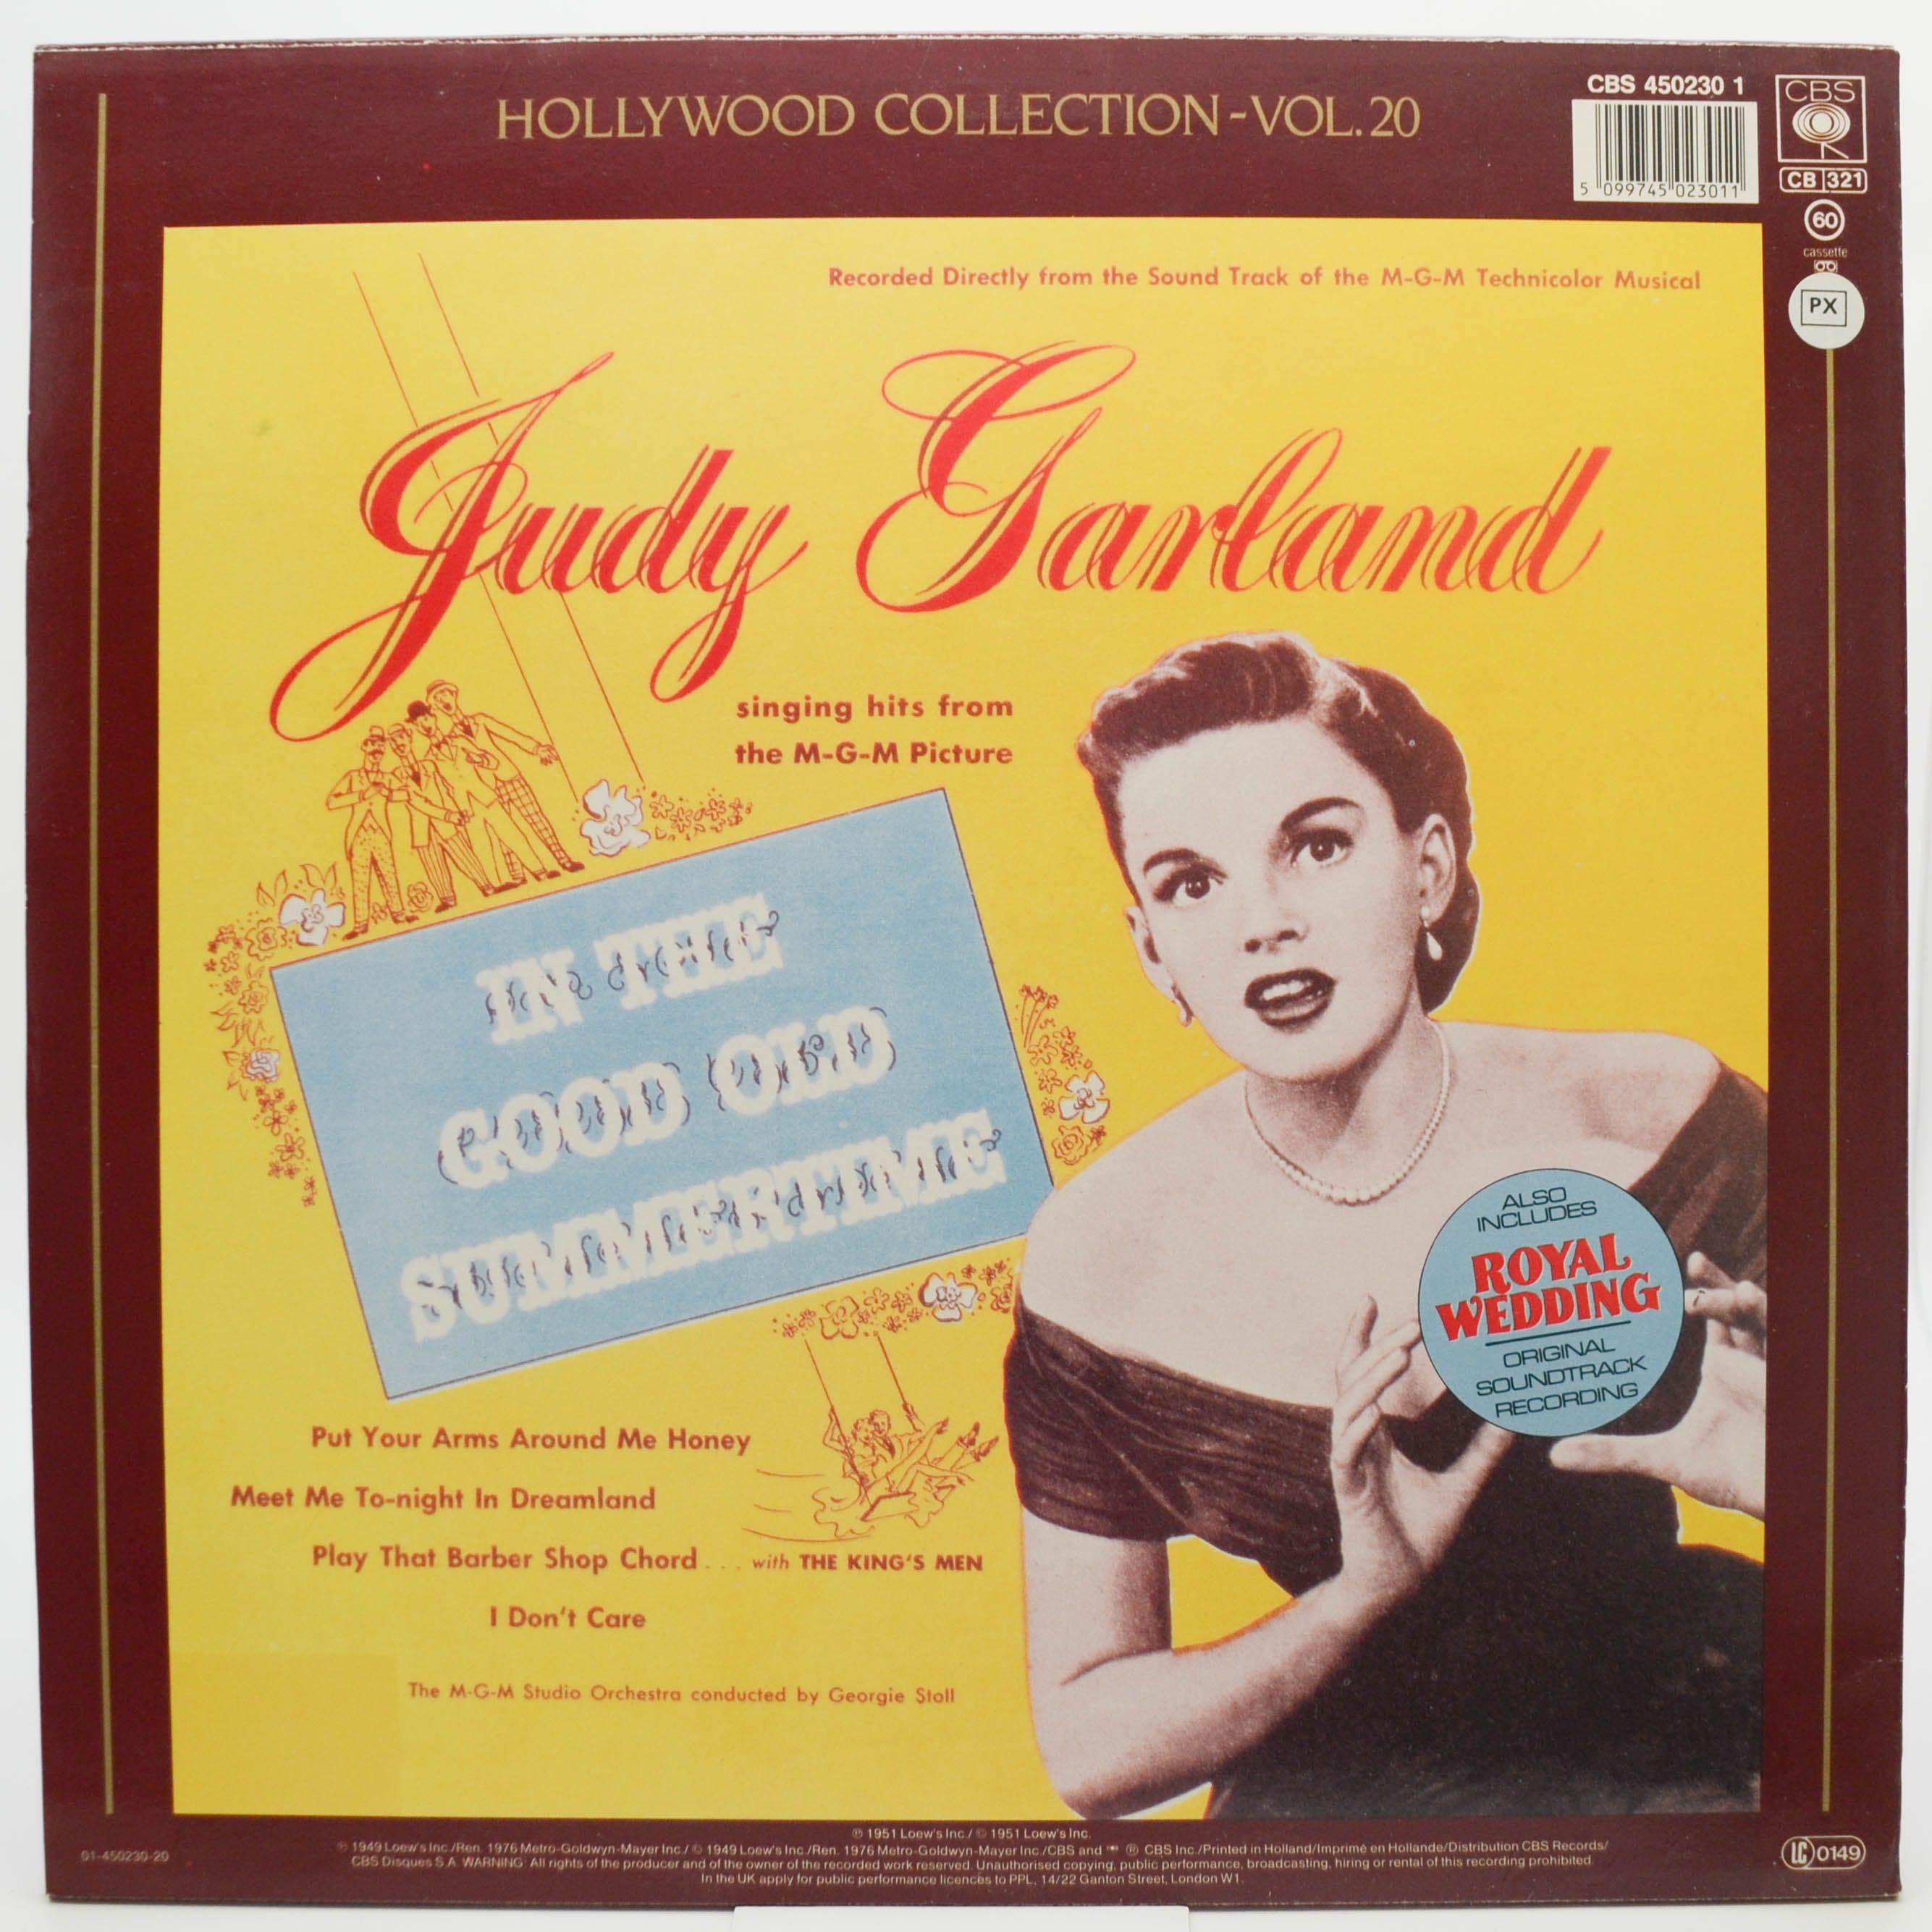 HOLLYWOOD COLLECTION-VOL. 20
CBS 450230 1
5 099745 023011
CBS
CB 321
60
cassette
PX
Recorded Directly from the Sound Track of the M-G-M Technicolor Musical
Judy Garland
singing hits from
the M-G-M Picture
IN THE
GOOD OLD
SUMMERTIME
ALSO
INCLUDES
ROYAL
WEDDING
ORIGINAL
SOUNDTRACK
RECORDING
Put Your Arms Around Me Honey
Meet Me To-night In Dreamland
Play That Barber Shop Chord . . . with THE KING'S MEN
I Don't Care
The M-G-M Studio Orchestra conducted by Georgie Stoll
℗ 1951 Loew's Inc./ © 1951 Loew's Inc.
℗ 1949 Loew's Inc./Ren. 1976 Metro-Goldwyn-Mayer Inc./ © 1949 Loew's Inc./Ren. 1976 Metro-Goldwyn-Mayer Inc./CBS and ® CBS Inc./Printed in Holland/Imprimé en Hollande/Distribution CBS Records/
CBS Disques S.A. WARNING: All rights of the producer and of the owner of the recorded work reserved. Unauthorised copying, public performance, broadcasting, hiring or rental of this recording prohibited.
In the UK apply for public performance licences to PPL, 14/22 Ganton Street, London W1.
01-450230-20
LC 0149